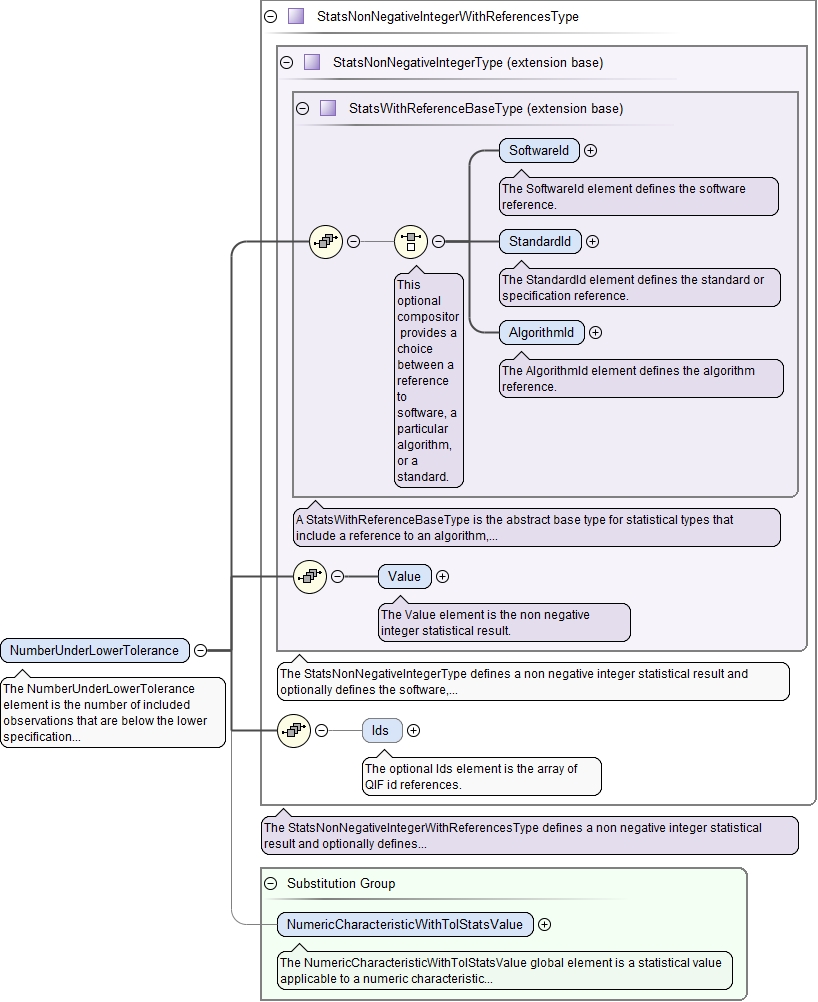 StatsNonNegativeIntegerWithReferencesType
StatsNonNegativeIntegerType (extension base)
StatsWithReferenceBaseType (extension base)
SoftwareId
The SoftwareId element defines the software
reference.
StandardId
The StandardId element defines the standard or
specification reference.
AlgorithmId
The AlgorithmId element defines the algorithm
reference.
This
optional
compositor
provides a
choice
between a
reference
to
software, a
particular
algorithm,
or a
standard.
A StatsWithReferenceBaseType is the abstract base type for statistical types that
include a reference to an algorithm,...
Value
The Value element is the non negative
integer statistical result.
The StatsNonNegativeIntegerType defines a non negative integer statistical result and
optionally defines the software,...
NumberUnderLowerTolerance
The NumberUnderLowerTolerance
element is the number of included
observations that are below the lower
specification...
Ids
The optional Ids element is the array of
QIF id references.
The StatsNonNegativeIntegerWithReferencesType defines a non negative integer statistical
result and optionally defines...
Substitution Group
NumericCharacteristicWithTolStatsValue
The NumericCharacteristicWithTolStatsValue global element is a statistical value
applicable to a numeric characteristic...